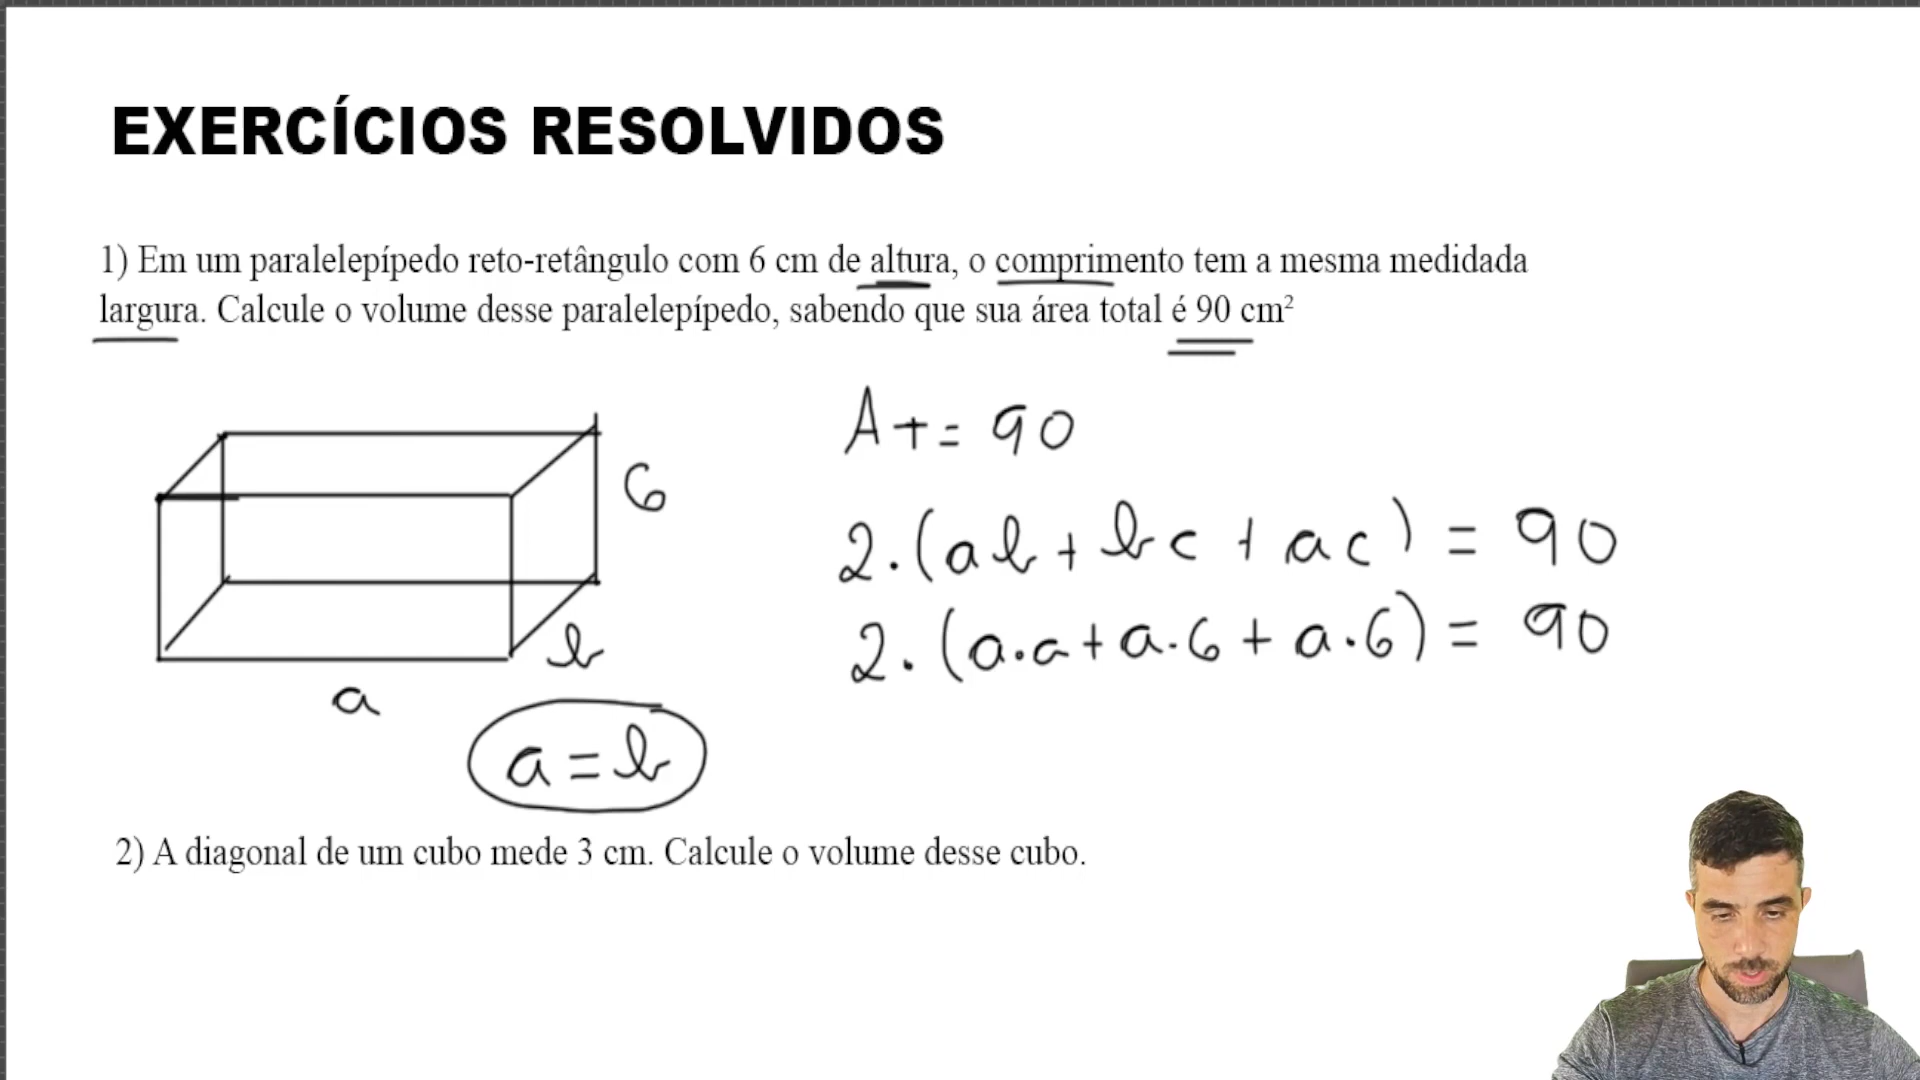 EXERCÍCIOS RESOLVIDOS
1) Em um paralelepípedo reto-retângulo com 6 cm de altura, o comprimento tem a mesma medidada
largura. Calcule o volume desse paralelepípedo, sabendo que sua área total é 90 cm²
6
b
a
a = b
At = 90
2.(ab + bc + ac) = 90
2.(a.a + a.6 + a.6) = 90
2) A diagonal de um cubo mede 3 cm. Calcule o volume desse cubo.